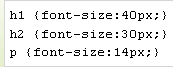 h1 {font-size:40px;}
h2 {font-size:30px;}
p {font-size:14px;}